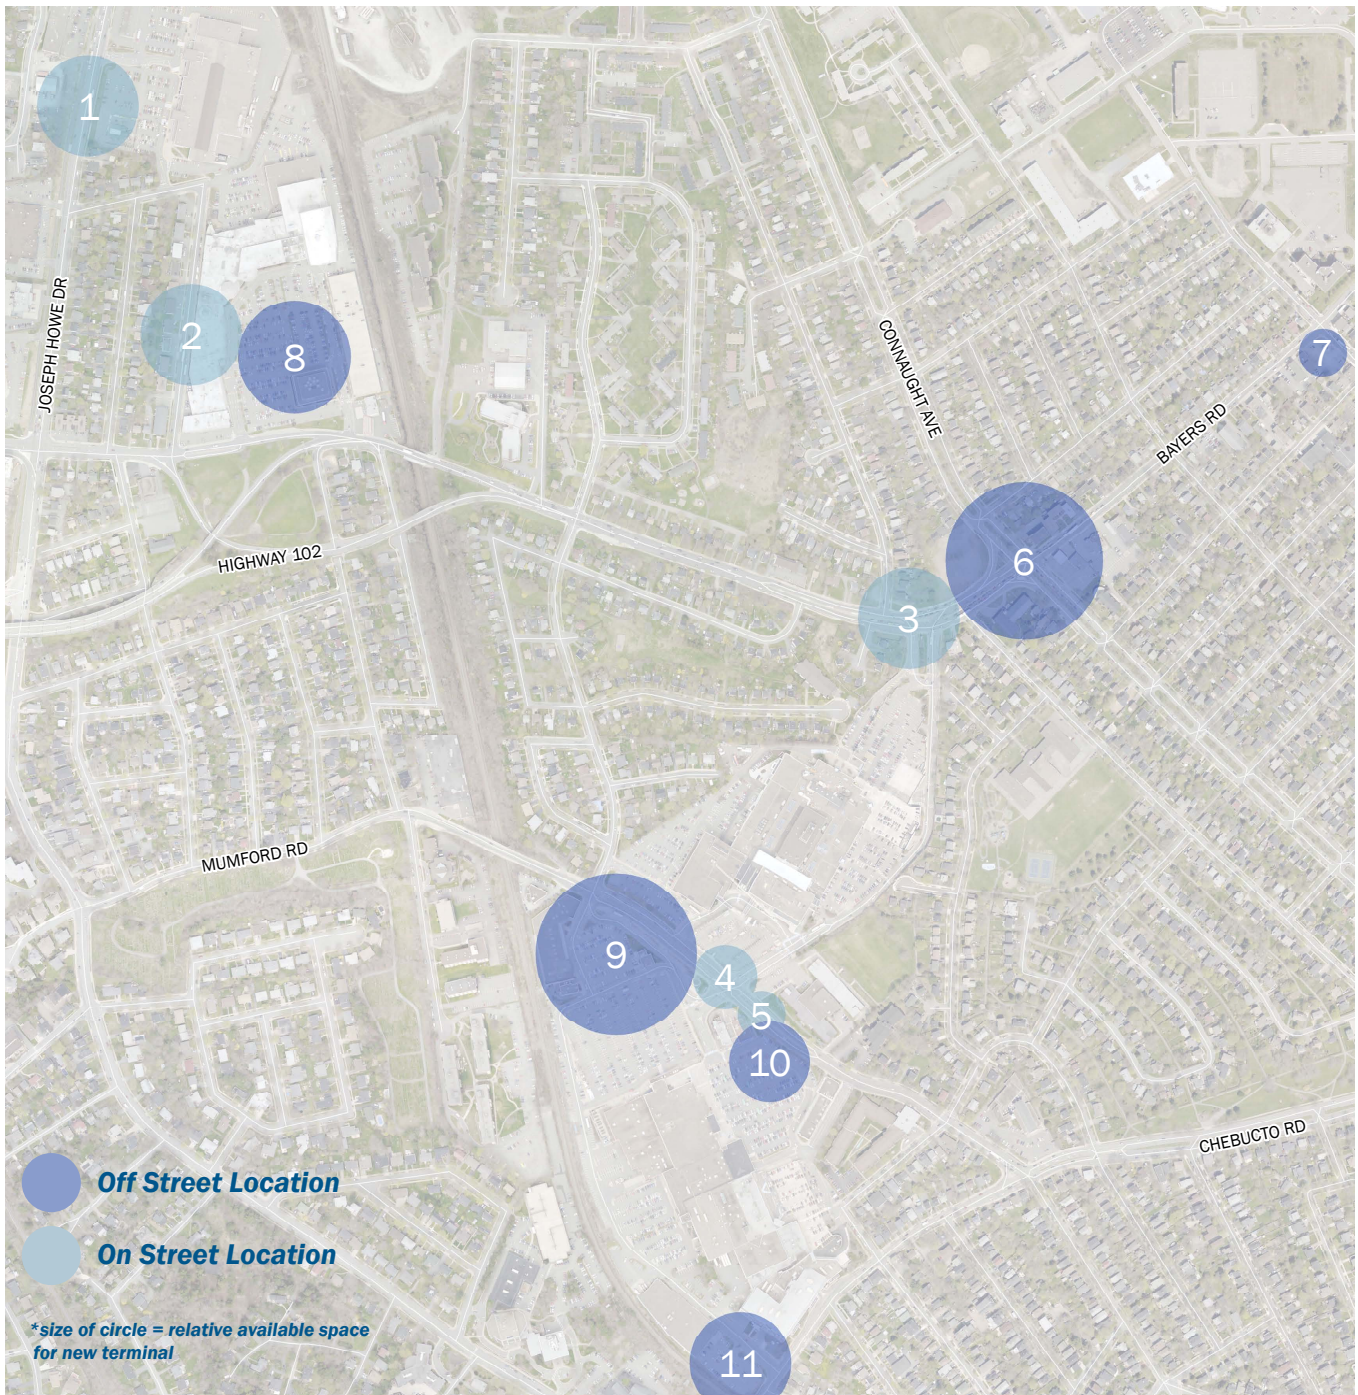 1
JOSEPH HOWE DR
2
8
CONNAUGHT AVE
7
BAYERS RD
HIGHWAY 102
6
3
MUMFORD RD
9
4
5
10
CHEBUCTO RD
Off Street Location
On Street Location
*size of circle = relative available space
for new terminal
11